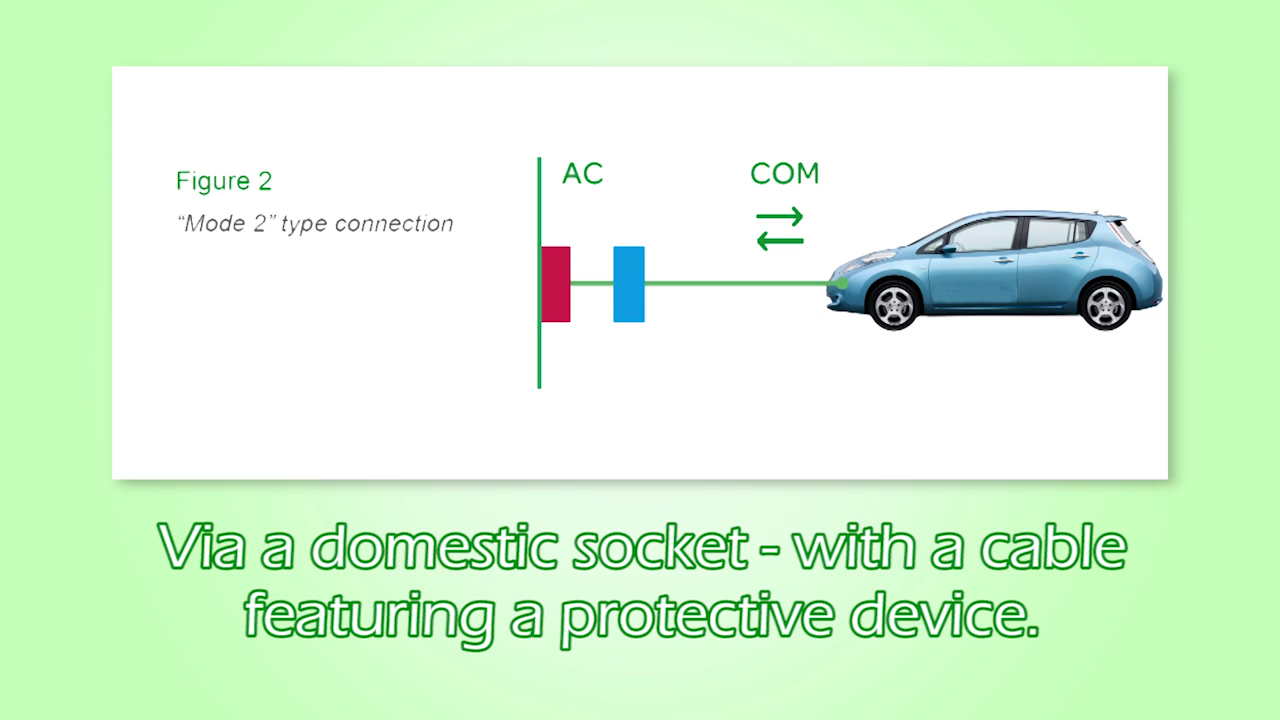 Figure 2
“Mode 2” type connection
AC
COM
Via a domestic socket - with a cable
featuring a protective device.